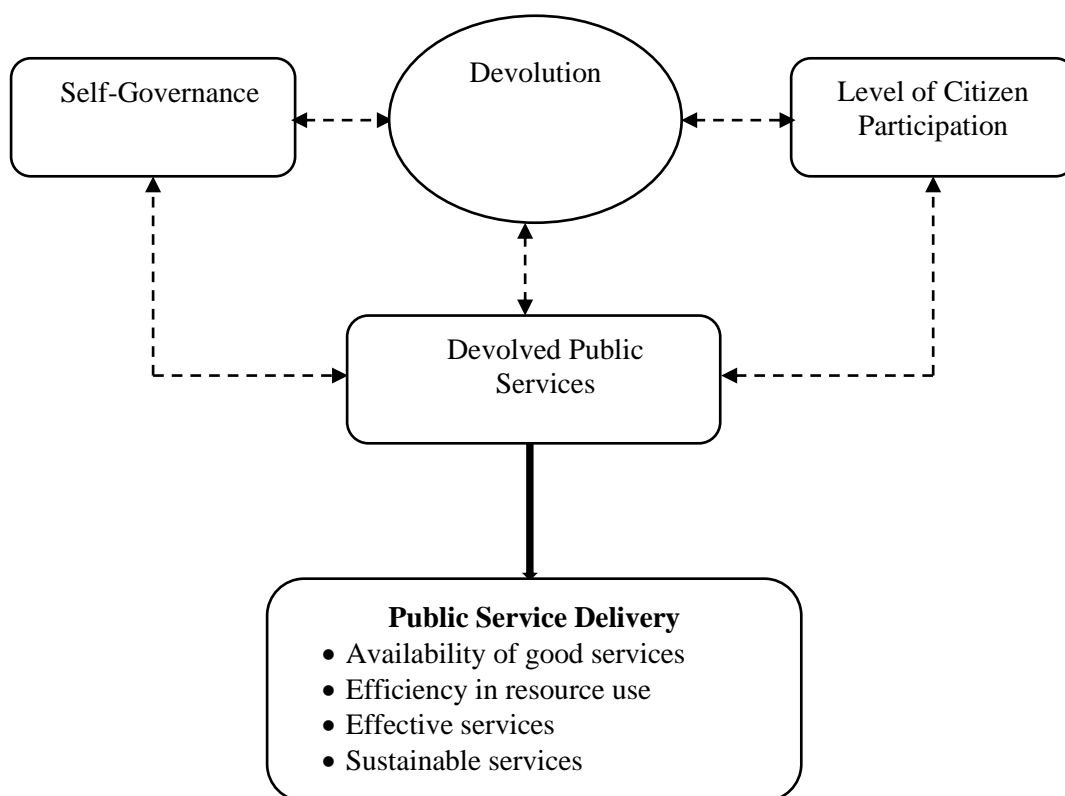 Self-Governance
Devolution
Level of Citizen
Participation
Devolved Public
Services
Public Service Delivery
• Availability of good services
• Efficiency in resource use
• Effective services
• Sustainable services